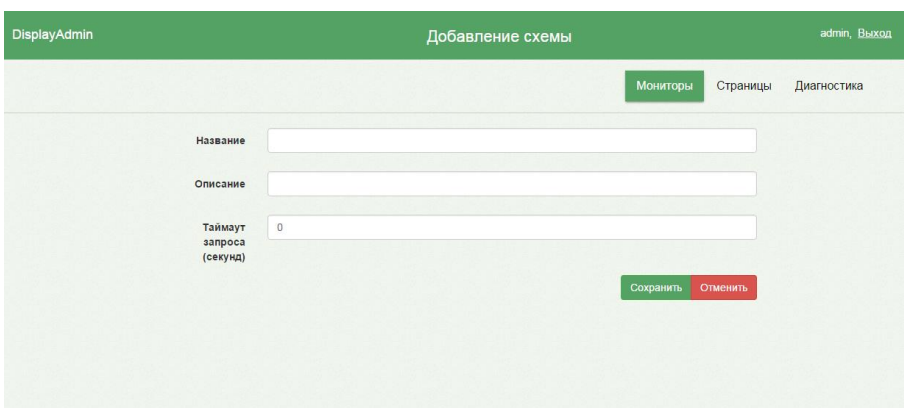 DisplayAdmin
Добавление схемы
admin, Выход
Мониторы Страницы Диагностика
Название
Описание
Таймаут
запроса
(секунд)
0
Сохранить Отменить